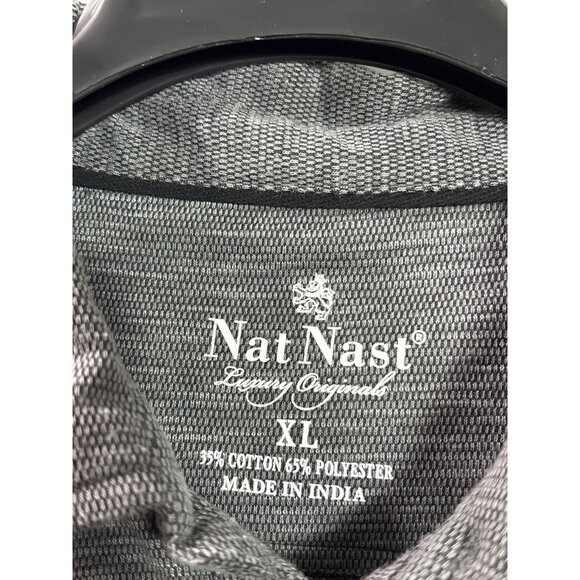 Nat Nast®
Luxury Originals
XL
35% COTTON 65% POLYESTER
MADE IN INDIA